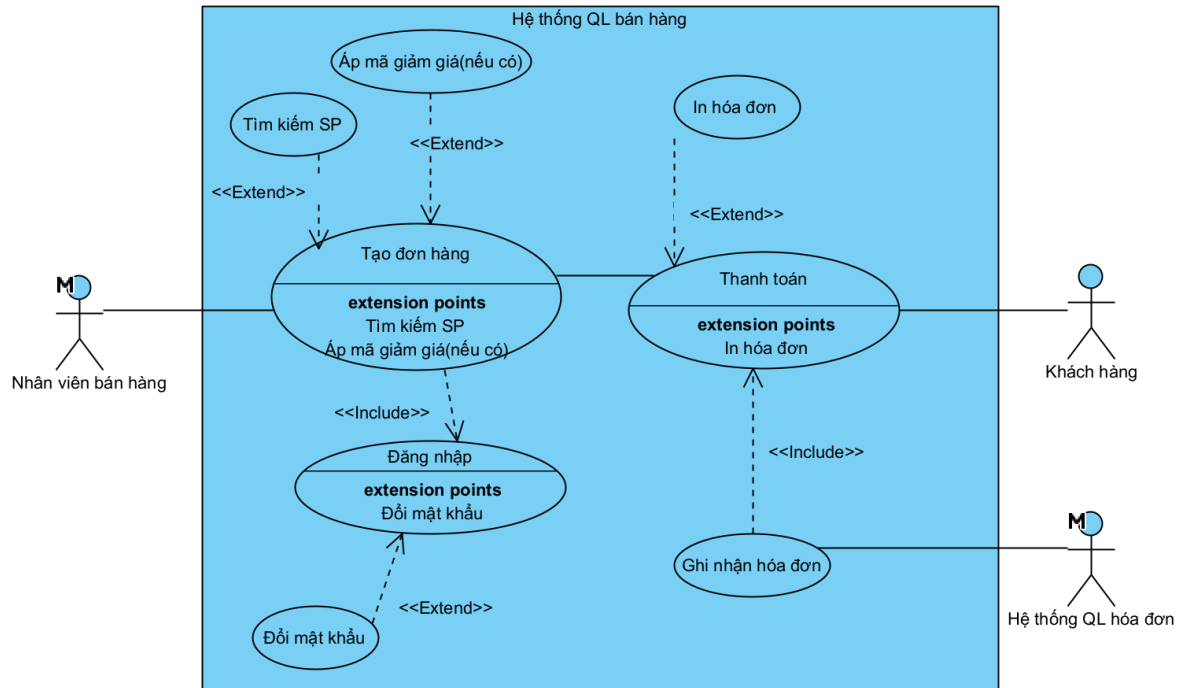 Hệ thống QL bán hàng
Áp mã giảm giá(nếu có)
In hóa đơn
Tìm kiếm SP
<<Extend>>
<<Extend>>
<<Extend>>
Tạo đơn hàng
extension points
Tìm kiếm SP
Áp mã giảm giá(nếu có)
Thanh toán
extension points
In hóa đơn
M
Nhân viên bán hàng
Khách hàng
<<Include>>
<<Include>>
Đăng nhập
extension points
Đổi mật khẩu
M
Ghi nhận hóa đơn
<<Extend>>
Hệ thống QL hóa đơn
Đổi mật khẩu